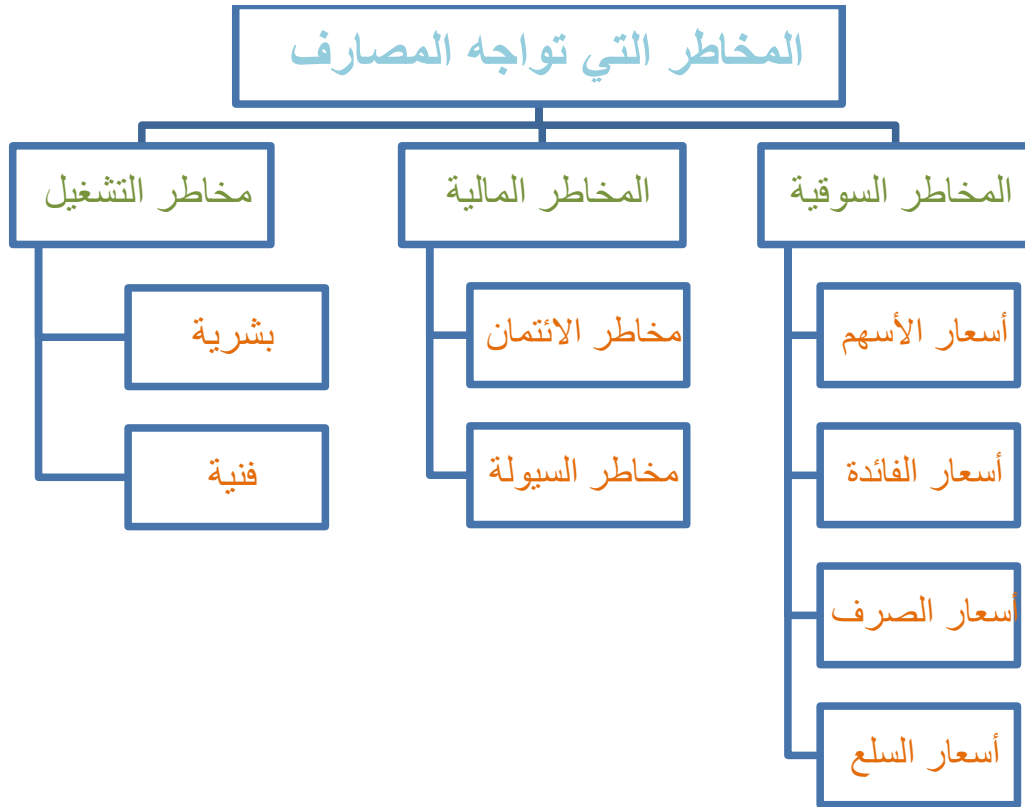 المخاطر التي تواجه المصارف
المخاطر السوقية
المخاطر المالية
مخاطر التشغيل
أسعار الأسهم
أسعار الفائدة
أسعار الصرف
أسعار السلع
مخاطر الائتمان
مخاطر السيولة
بشرية
فنية